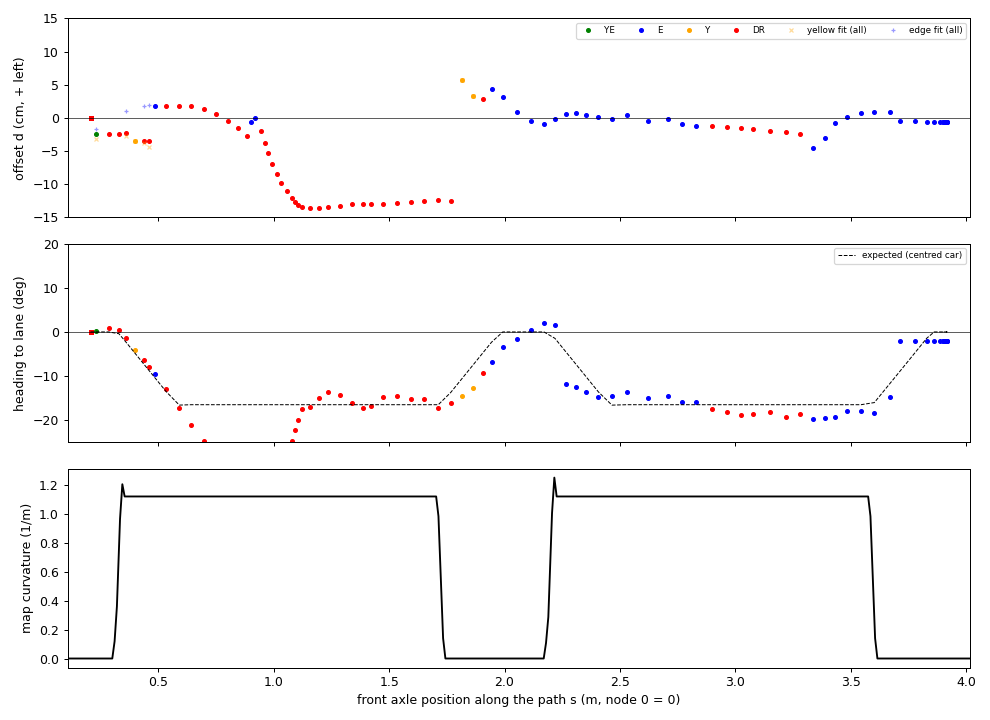 15
10
5
0
−5
−10
−15
offset d (cm, + left)
YE
E
Y
DR
yellow fit (all)
edge fit (all)
20
10
0
−10
−20
heading to lane (deg)
expected (centred car)
1.2
1.0
0.8
0.6
0.4
0.2
0.0
map curvature (1/m)
0.5
1.0
1.5
2.0
2.5
3.0
3.5
4.0
front axle position along the path s (m, node 0 = 0)